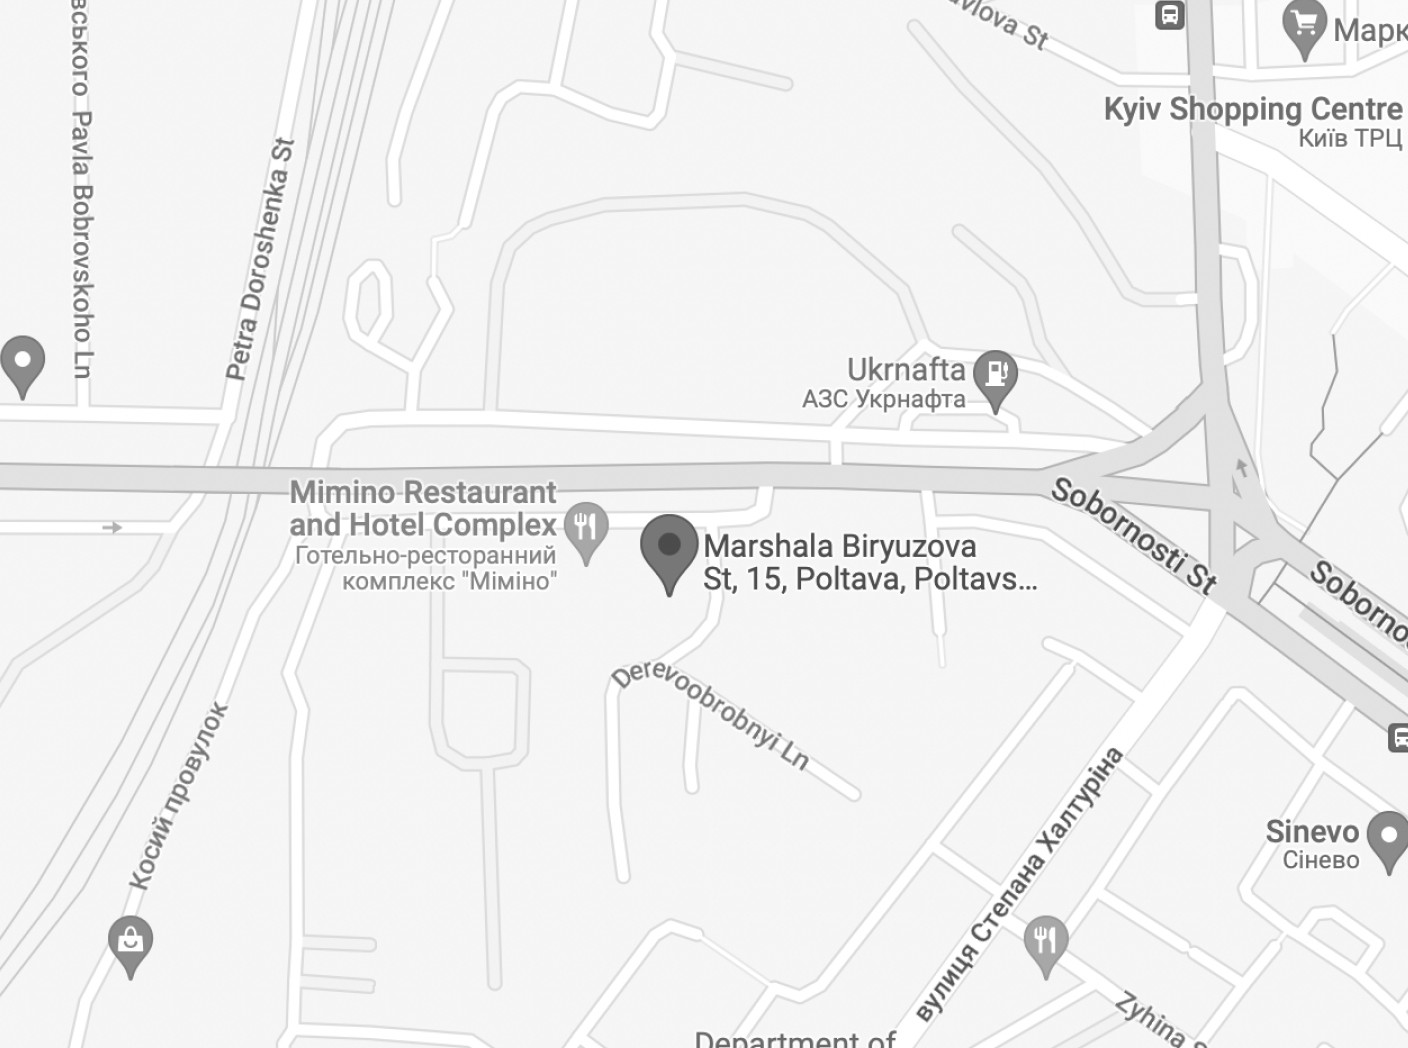 вського
Pavla Bobrovskoho Ln
Petra Doroshenka St
St
Марк
Kyiv Shopping Centre
Київ ТРЦ
Ukrnafta
АЗС Укрнафта
Mimino Restaurant
and Hotel Complex
Готельно-ресторанний
комплекс "Міміно"
Marshala Biryuzova
St, 15, Poltava, Poltavs...
Sobornosti St
Soborno
Derevoobrobnyi Ln
Косий провулок
вулиця Степана Халтуріна
Sinevo
Сінево
Zyhina
Department of